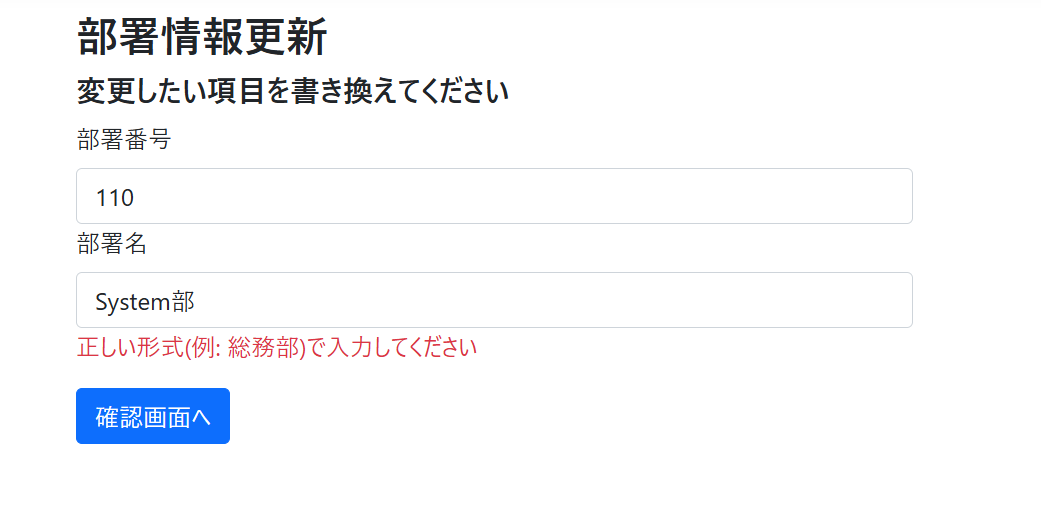 部署情報更新
変更したい項目を書き換えてください
部署番号
110
部署名
System部
正しい形式(例: 総務部)で入力してください
確認画面へ